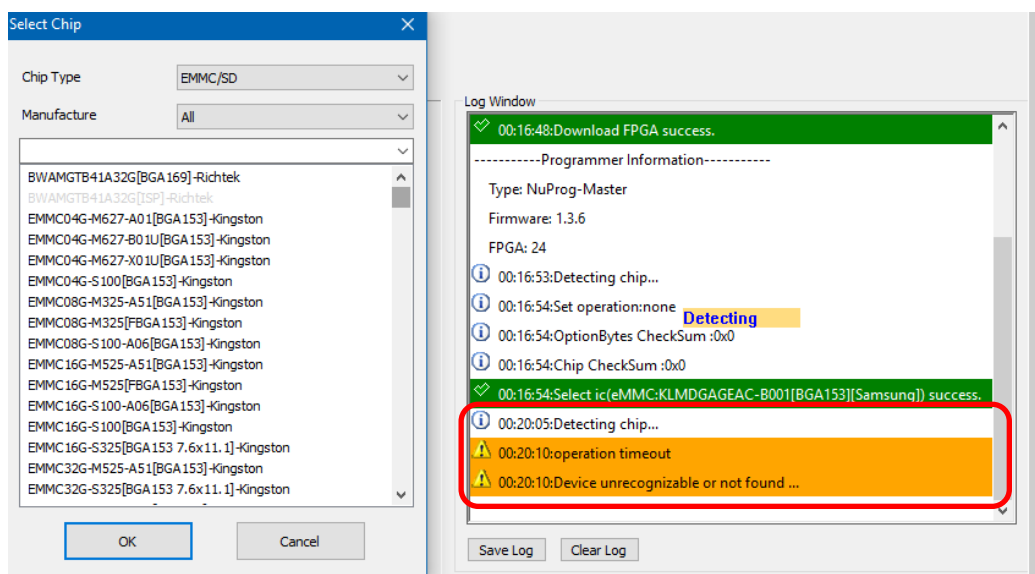 Select Chip
Chip Type
EMMC/SD
Manufacture
All
BWAMGTB41A32G[BGA169]-Richtek
BWAMGTB41A32G[ISP]-Richtek
EMMC04G-M627-A01[BGA153]-Kingston
EMMC04G-M627-B01U[BGA153]-Kingston
EMMC04G-M627-X01U[BGA153]-Kingston
EMMC04G-S100[BGA153]-Kingston
EMMC08G-M325-A51[BGA153]-Kingston
EMMC08G-M325[FBGA153]-Kingston
EMMC08G-S100-A06[BGA153]-Kingston
EMMC16G-M525-A51[BGA153]-Kingston
EMMC16G-M525[FBGA153]-Kingston
EMMC16G-S100-A06[BGA153]-Kingston
EMMC16G-S100[BGA153]-Kingston
EMMC16G-S325[BGA153 7.6x11.1]-Kingston
EMMC32G-M525-A51[BGA153]-Kingston
EMMC32G-S325[BGA153 7.6x11.1]-Kingston
OK
Cancel
Log Window
00:16:48:Download FPGA success.
-----------Programmer Information-----------
Type: NuProg-Master
Firmware: 1.3.6
FPGA: 24
00:16:53:Detecting chip...
00:16:54:Set operation:none
Detecting
00:16:54:OptionBytes CheckSum :0x0
00:16:54:Chip CheckSum :0x0
00:16:54:Select ic(eMMC:KLMDGAGEAC-B001[BGA153][Samsung]) success.
00:20:05:Detecting chip...
00:20:10:operation timeout
00:20:10:Device unrecognizable or not found ...
Save Log
Clear Log